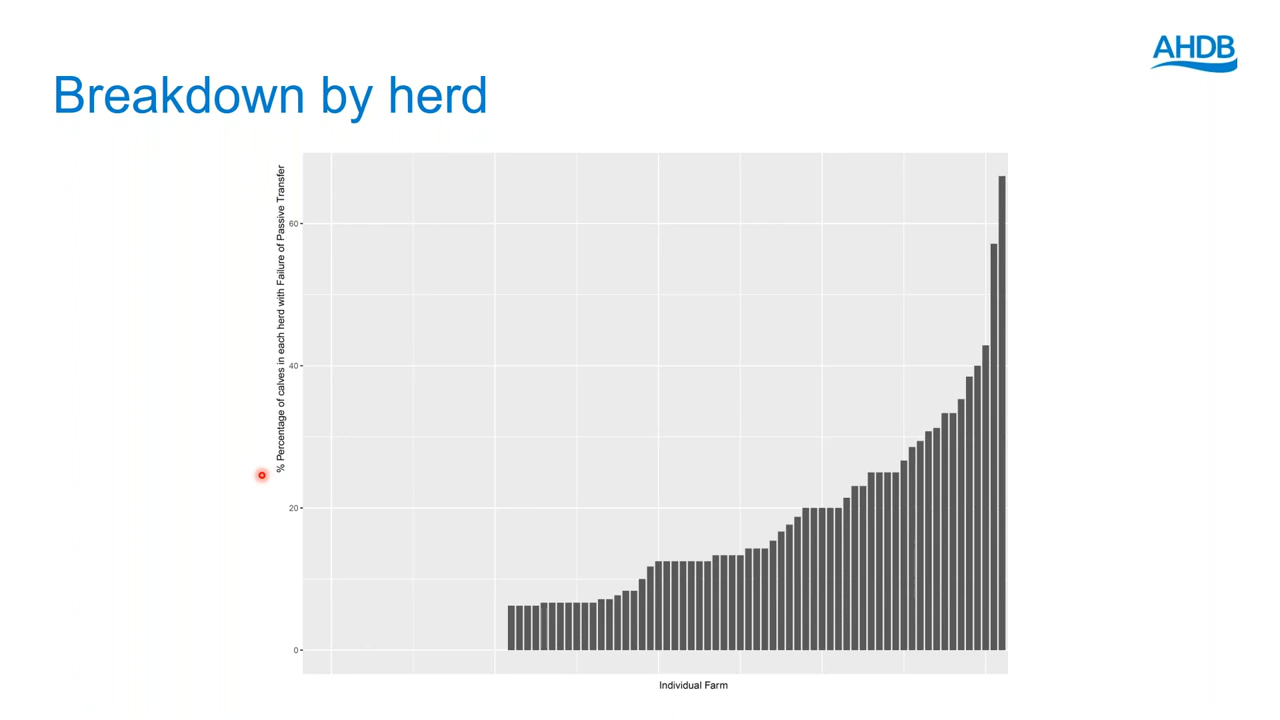 AHDB
Breakdown by herd
% Percentage of calves in each herd with Failure of Passive Transfer
60
40
20
0
Individual Farm